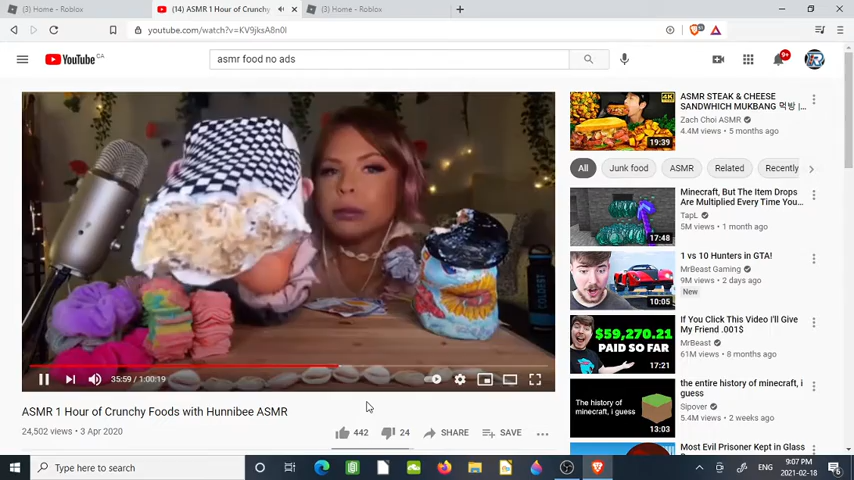 (3) Home - Roblox
(14) ASMR 1 Hour of Crunchy
(3) Home - Roblox
youtube.com/watch?v=KV9jksA8n0I
YouTube CA
asmr food no ads
9+
ASMR STEAK & CHEESE
SANDWHICH MUKBANG 먹방 |...
Zach Choi ASMR
4.4M views • 5 months ago
4K
19:39
All
Junk food
ASMR
Related
Recently
Minecraft, But The Item Drops
Are Multiplied Every Time You...
TapL
5M views • 1 month ago
17:48
1 vs 10 Hunters in GTA!
MrBeast Gaming
9M views • 2 days ago
New
10:05
If You Click This Video I'll Give
My Friend .001$
MrBeast
61M views • 8 months ago
$59,270.21
PAID SO FAR
17:21
the entire history of minecraft, i
guess
Sipover
5.4M views • 2 weeks ago
The history of
minecraft, i guess
13:03
Most Evil Prisoner Kept in Glass
COLDEST
35:59 / 1:00:19
ASMR 1 Hour of Crunchy Foods with Hunnibee ASMR
24,502 views • 3 Apr 2020
442
24
SHARE
SAVE
Type here to search
ENG
9:07 PM
2021-02-18